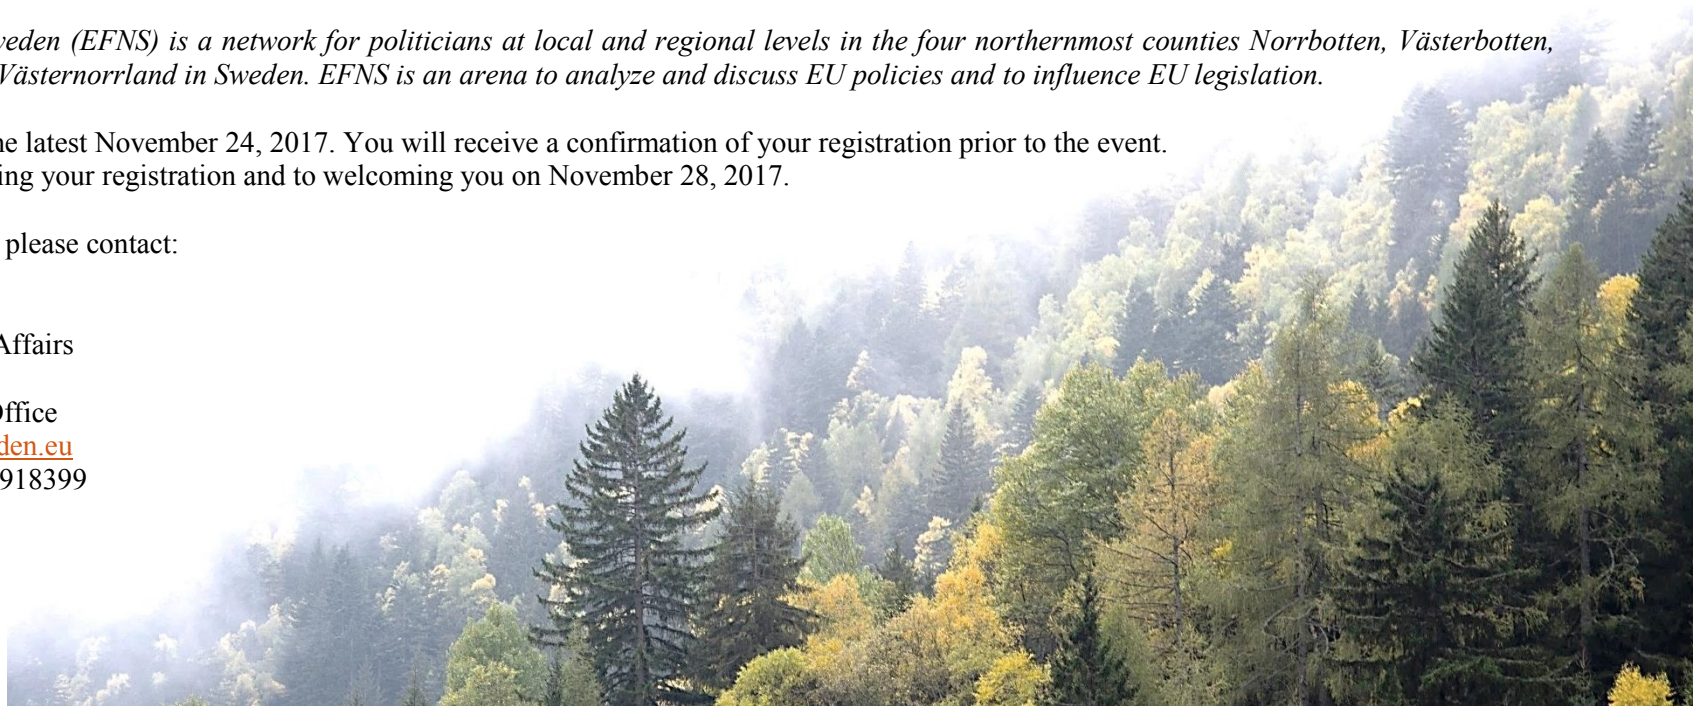 veden (EFNS) is a network for politicians at local and regional levels in the four northernmost counties Norrbotten, Västerbotten,
Västernorrland in Sweden. EFNS is an arena to analyze and discuss EU policies and to influence EU legislation.
he latest November 24, 2017. You will receive a confirmation of your registration prior to the event.
ing your registration and to welcoming you on November 28, 2017.
please contact:
Affairs
Office
den.eu
918399